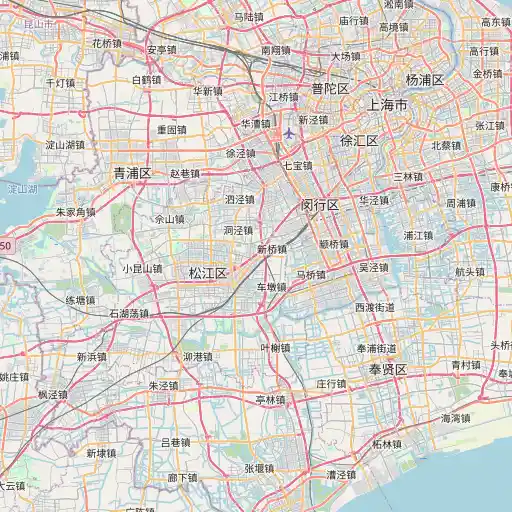 淞南镇
马陆镇
庙行镇
昆山市
高境镇
高东镇
花桥镇
安亭镇
南翔镇
大场镇
高行镇
千灯镇
白鹤镇
华新镇
江桥镇
普陀区
杨浦区
金桥镇
上海市
重固镇
华漕镇
新泾镇
张江镇
淀山湖镇
徐泾镇
徐汇区
北蔡镇
青浦区
赵巷镇
七宝镇
三林镇
康桥镇
淀山湖
朱家角镇
佘山镇
泗泾镇
闵行区
华泾镇
周浦镇
洞泾镇
浦江镇
50
新桥镇
颛桥镇
小昆山镇
松江区
马桥镇
吴泾镇
航头镇
练塘镇
车墩镇
石湖荡镇
西渡街道
新浜镇
泖港镇
叶榭镇
奉浦街道
头桥镇
姚庄镇
枫泾镇
朱泾镇
庄行镇
奉贤区
青村镇
奉城镇
亭林镇
海湾镇
新埭镇
吕巷镇
柘林镇
大云镇
廊下镇
张堰镇
漕泾镇
广陈镇